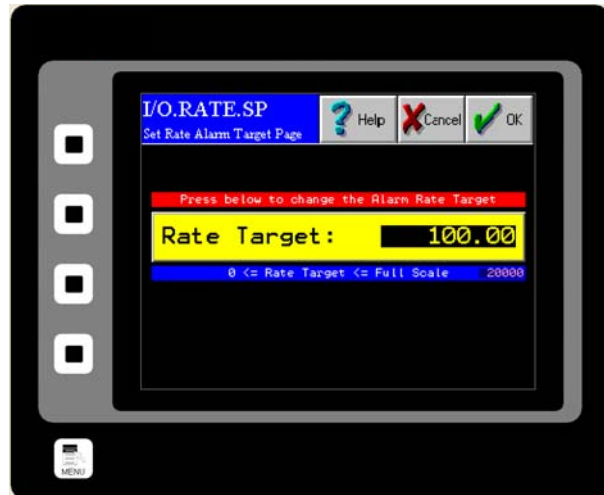 I/O.RATE.SP
Set Rate Alarm Target Page
Help
Cancel
OK
Press below to change the Alarm Rate Target
Rate Target: 100.00
0 <= Rate Target <= Full Scale 20000
MENU